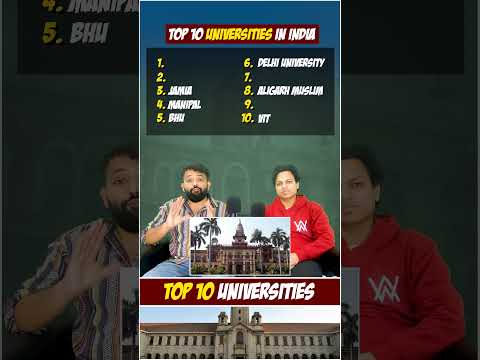 TOP 10 UNIVERSITIES IN INDIA
1.
2.
3. JAMIA
4. MANIPAL
5. BHU
6. DELHI UNIVERSITY
7.
8. ALIGARH MUSLIM
9.
10. VIT
TOP 10 UNIVERSITIES